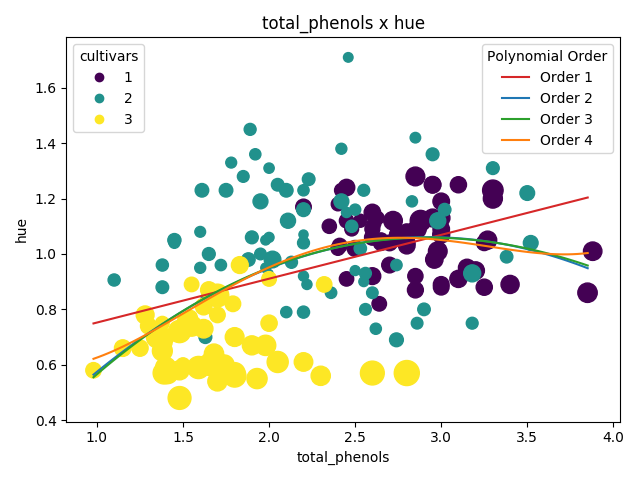 total_phenols x hue
cultivars
1
2
3
Polynomial Order
Order 1
Order 2
Order 3
Order 4
hue
1.6
1.4
1.2
1.0
0.8
0.6
0.4
1.0 1.5 2.0 2.5 3.0 3.5 4.0
total_phenols